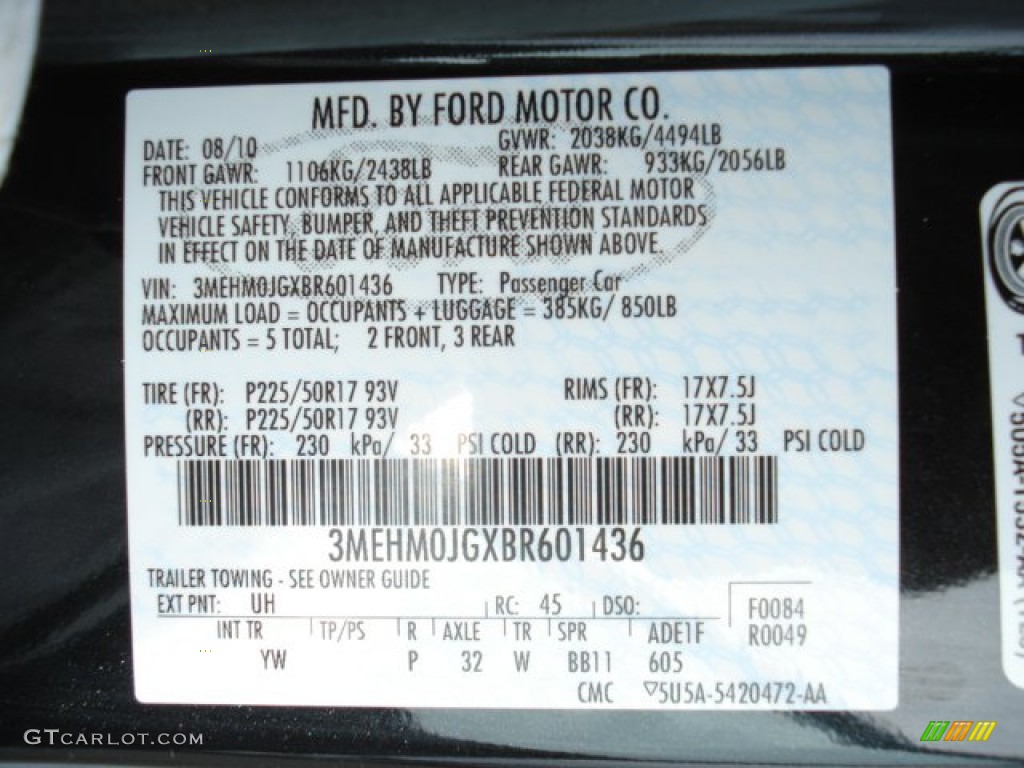 MFD. BY FORD MOTOR CO.
DATE: 08/10 GVWR: 2038KG/4494LB
FRONT GAWR: 1106KG/2438LB REAR GAWR: 933KG/2056LB
THIS VEHICLE CONFORMS TO ALL APPLICABLE FEDERAL MOTOR
VEHICLE SAFETY, BUMPER, AND THEFT PREVENTION STANDARDS
IN EFFECT ON THE DATE OF MANUFACTURE SHOWN ABOVE.
VIN: 3MEHM0JGXBR601436 TYPE: Passenger Car
MAXIMUM LOAD = OCCUPANTS + LUGGAGE = 385KG/ 850LB
OCCUPANTS = 5 TOTAL; 2 FRONT, 3 REAR
TIRE (FR): P225/50R17 93V RIMS (FR): 17X7.5J
(RR): P225/50R17 93V (RR): 17X7.5J
PRESSURE (FR): 230 kPa/ 33 PSI COLD (RR): 230 kPa/ 33 PSI COLD
3MEHM0JGXBR601436
TRAILER TOWING - SEE OWNER GUIDE
EXT PNT: UH RC: 45 DSO: F0084
INT TR TP/PS R AXLE TR SPR ADE1F R0049
YW P 32 W BB11 605
CMC ▽5U5A-5420472-AA
GTCARLOT.COM